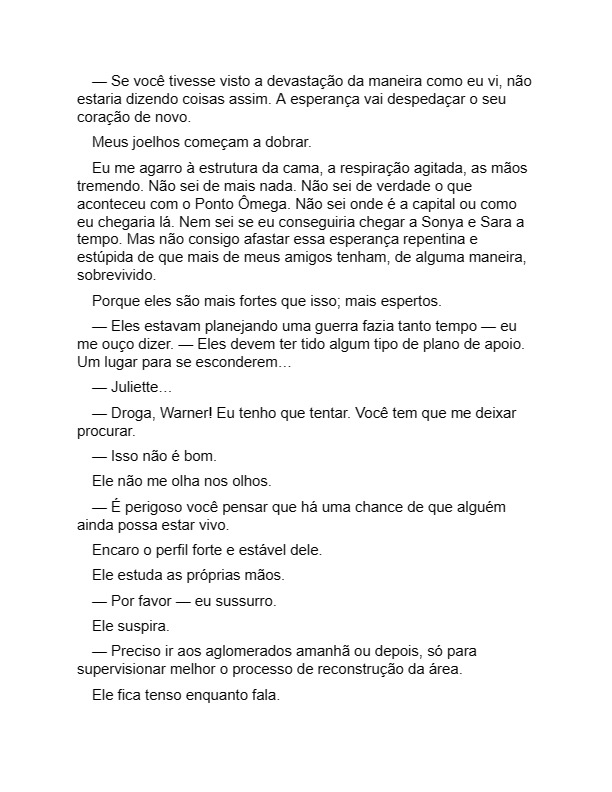 — Se você tivesse visto a devastação da maneira como eu vi, não
estaria dizendo coisas assim. A esperança vai despedaçar o seu
coração de novo.
Meus joelhos começam a dobrar.
Eu me agarro à estrutura da cama, a respiração agitada, as mãos
tremendo. Não sei de mais nada. Não sei de verdade o que
aconteceu com o Ponto Ômega. Não sei onde é a capital ou como
eu chegaria lá. Nem sei se eu conseguiria chegar a Sonya e Sara a
tempo. Mas não consigo afastar essa esperança repentina e
estúpida de que mais de meus amigos tenham, de alguma maneira,
sobrevivido.
Porque eles são mais fortes que isso; mais espertos.
— Eles estavam planejando uma guerra fazia tanto tempo — eu
me ouço dizer. — Eles devem ter tido algum tipo de plano de apoio.
Um lugar para se esconderem…
— Juliette…
— Droga, Warner! Eu tenho que tentar. Você tem que me deixar
procurar.
— Isso não é bom.
Ele não me olha nos olhos.
— É perigoso você pensar que há uma chance de que alguém
ainda possa estar vivo.
Encaro o perfil forte e estável dele.
Ele estuda as próprias mãos.
— Por favor — eu sussurro.
Ele suspira.
— Preciso ir aos aglomerados amanhã ou depois, só para
supervisionar melhor o processo de reconstrução da área.
Ele fica tenso enquanto fala.